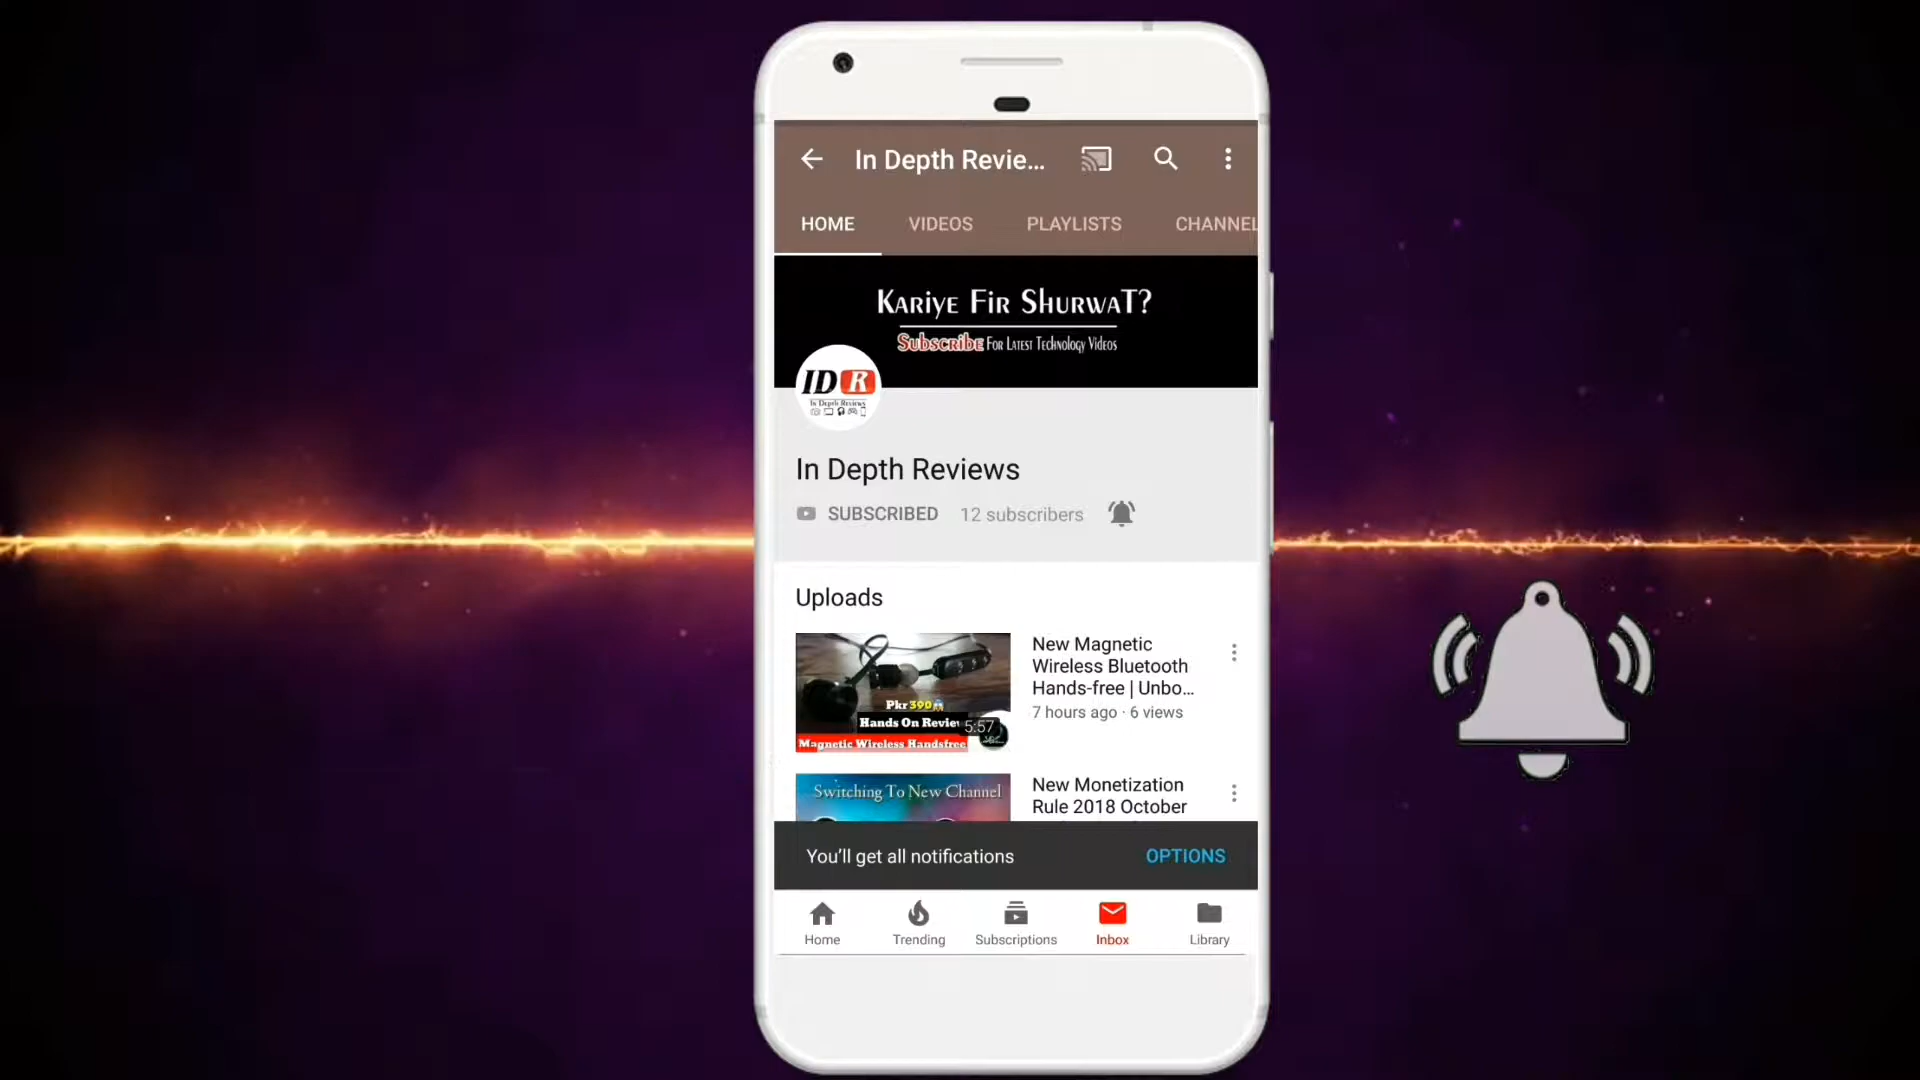 In Depth Revie...
HOME VIDEOS PLAYLISTS CHANNEL
Kariye Fir Shurwat?
Subscribe For Latest Technology Videos
IDR
In Depth Reviews
In Depth Reviews
SUBSCRIBED 12 subscribers
Uploads
New Magnetic
Wireless Bluetooth
Hands-free | Unbo...
7 hours ago · 6 views
Pkr 390
Hands On Review
5:57
Magnetic Wireless Handsfree
Switching To New Channel
New Monetization
Rule 2018 October
You'll get all notifications OPTIONS
Home Trending Subscriptions Inbox Library